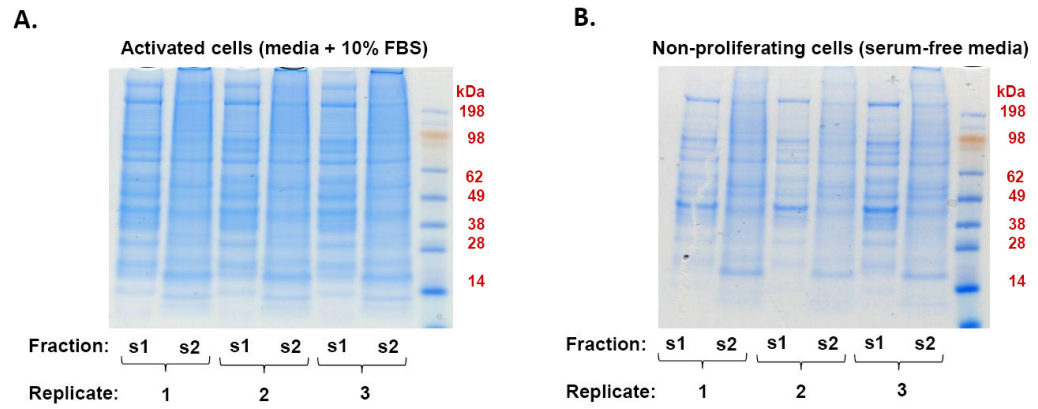 A.
Activated cells (media + 10% FBS)
kDa
198
98
62
49
38
28
14
Fraction: s1 s2 s1 s2 s1 s2
Replicate: 1 2 3
B.
Non-proliferating cells (serum-free media)
kDa
198
98
62
49
38
28
14
Fraction: s1 s2 s1 s2 s1 s2
Replicate: 1 2 3